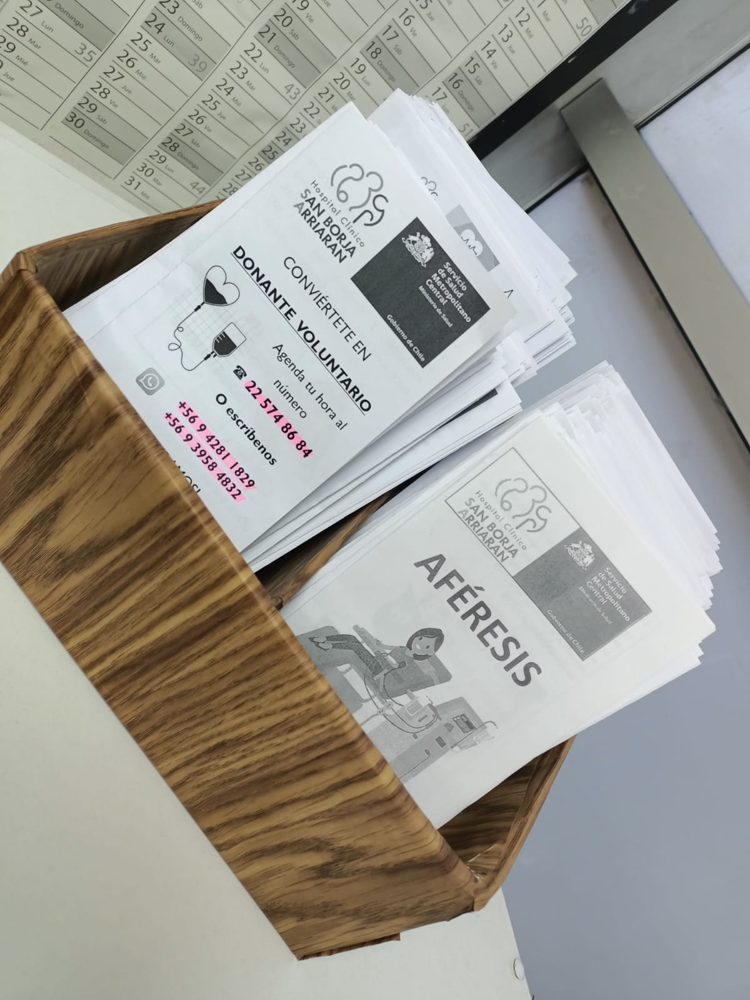 Hospital Clínico
SAN BORJA
ARRIARAN
Servicio
de Salud
Metropolitano
Central
Ministerio de Salud
Gobierno de Chile
CONVIÉRTETE EN
DONANTE VOLUNTARIO
Agenda tu hora al
número
☎ 22 574 86 84
O escríbenos
+56 9 4281 1829
+56 9 3958 4832
Hospital Clínico
SAN BORJA
ARRIARAN
Servicio
de Salud
Metropolitano
Central
Ministerio de Salud
Gobierno de Chile
AFÉRESIS
27 Lun 35
28 Mar
29 Mié
Jue
Domingo
23 Domingo
24 Lun 39
25 Mar
26 Mié
27 Jue
28 Vie
29 Sáb
30 Domingo
19 Vie
20 Sáb
21 Domingo
22 Lun 43
23 Mar
24 Mié
25 Jue
26 Vie
27 Sáb
28 Domingo
29 Lun 44
30 Mar
31 Mié
16 Vie
17 Sáb
18 Domingo
19 Lun
20 Mar
21
22
23
24
25
26
27
28
12 Mié
13 Jue
14 Vie
15 Sáb
16 Domingo
17 Lun 51
50